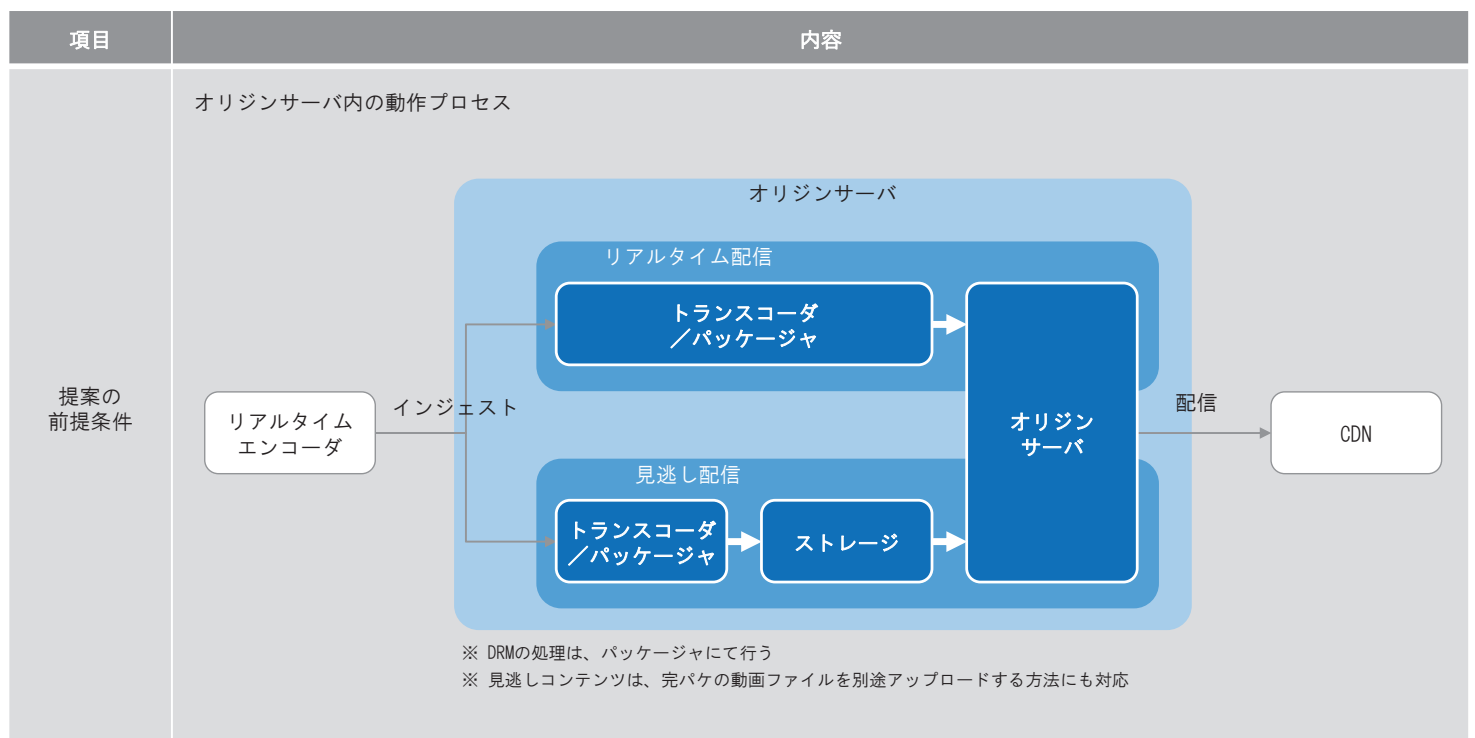 項目
内容
提案の
前提条件
オリジンサーバ内の動作プロセス
オリジンサーバ
リアルタイム配信
トランスコーダ
／パッケージャ
リアルタイム
エンコーダ
インジェスト
オリジン
サーバ
配信
CDN
見逃し配信
トランスコーダ
／パッケージャ
ストレージ
※ DRMの処理は、パッケージャにて行う
※ 見逃しコンテンツは、完パケの動画ファイルを別途アップロードする方法にも対応